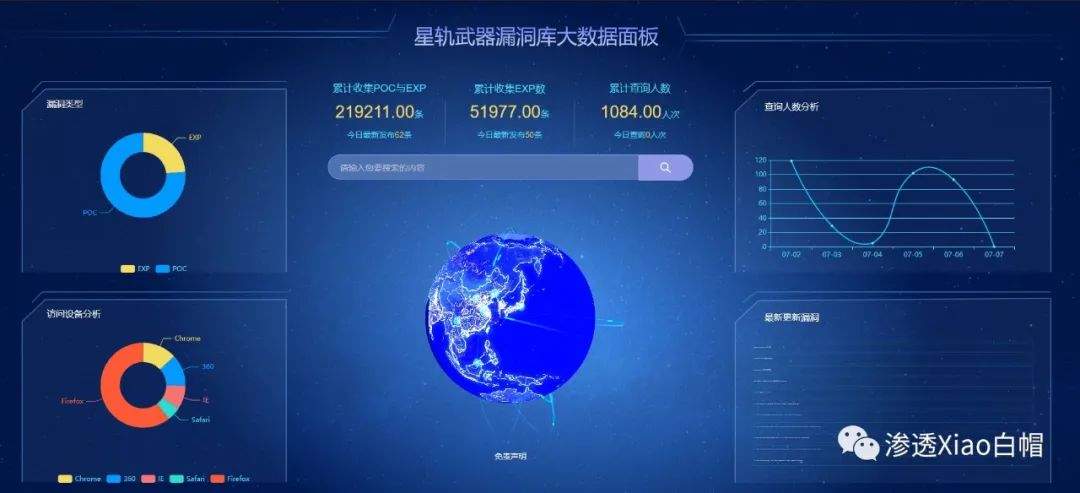 星轨武器漏洞库大数据面板
漏洞类型
EXP
POC
EXP POC
访问设备分析
Chrome
360
IE
Safari
Firefox
Chrome 360 IE Safari Firefox
累计收集POC与EXP
219211.00条
今日最新发布62条
累计收集EXP数
51977.00条
今日最新发布50条
累计查询人数
1084.00人次
今日查询0人次
请输入您要搜索的内容
免责声明
查询人数分析
120
100
80
60
40
20
0
07-02 07-03 07-04 07-05 07-06 07-07
最新更新漏洞
渗透Xiao白帽